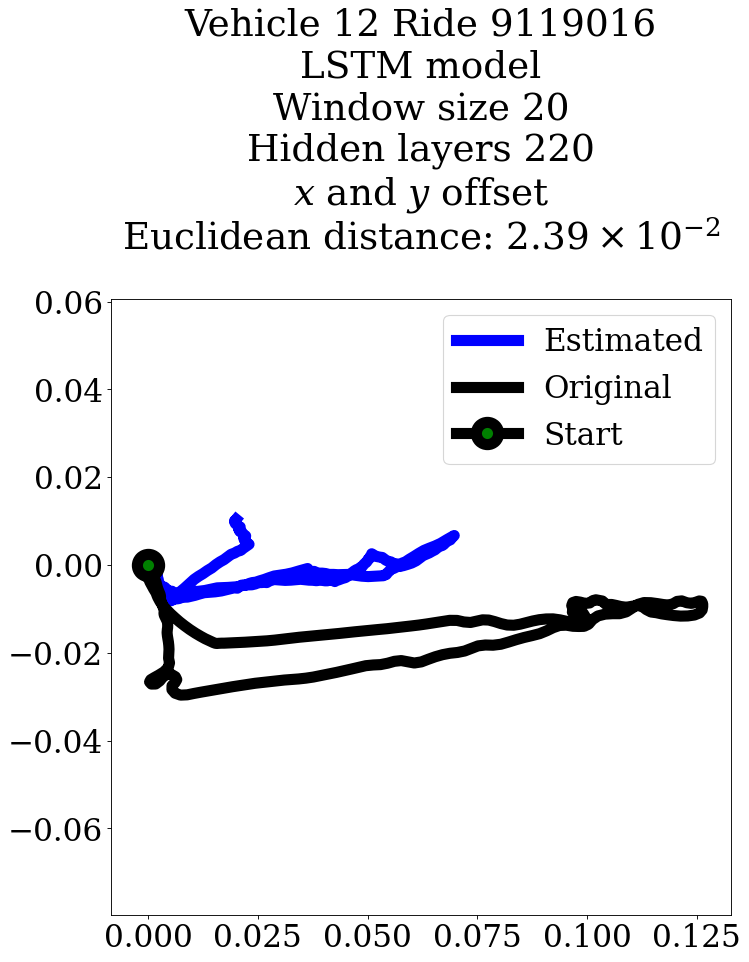 Vehicle 12 Ride 9119016
LSTM model
Window size 20
Hidden layers 220
x and y offset
Euclidean distance: 2.39 × 10⁻²
0.06
0.04
0.02
0.00
−0.02
−0.04
−0.06
Estimated
Original
Start
0.000 0.025 0.050 0.075 0.100 0.125